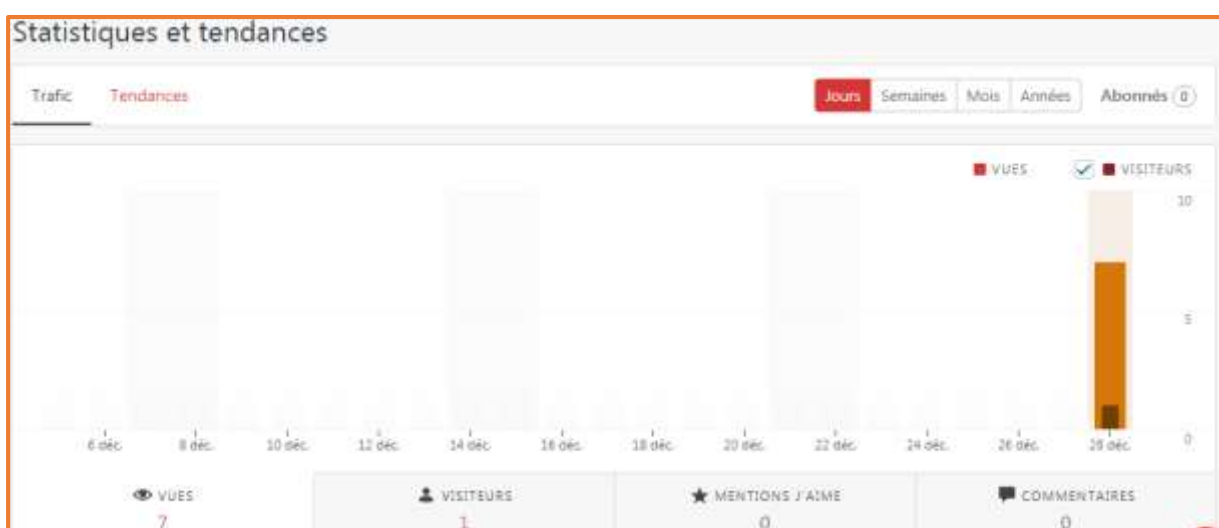 Statistiques et tendances
Trafic Tendances Jours Semaines Mois Années Abonnés 0
VUES VISITEURS
10
5
0
6 déc. 8 déc. 10 déc. 12 déc. 14 déc. 16 déc. 18 déc. 20 déc. 22 déc. 24 déc. 26 déc. 28 déc.
VUES VISITEURS MENTIONS J'AIME COMMENTAIRES
7 1 0 0